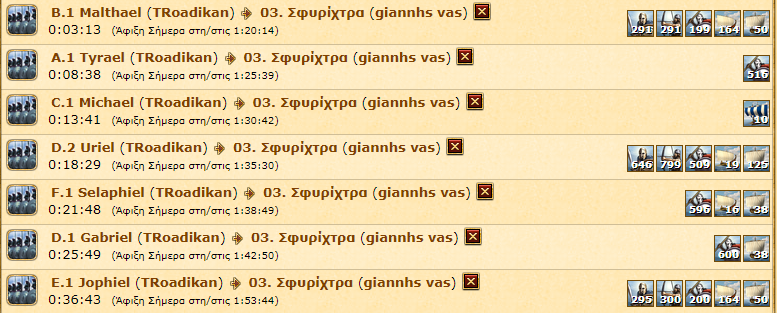 B.1 Malthael (TRoadikan) 03. Σφυρίχτρα (giannhs vas)
0:03:13 (Άφιξη Σήμερα στη/στις 1:20:14)
291 291 199 164 50
A.1 Tyrael (TRoadikan) 03. Σφυρίχτρα (giannhs vas)
0:08:38 (Άφιξη Σήμερα στη/στις 1:25:39)
516
C.1 Michael (TRoadikan) 03. Σφυρίχτρα (giannhs vas)
0:13:41 (Άφιξη Σήμερα στη/στις 1:30:42)
10
D.2 Uriel (TRoadikan) 03. Σφυρίχτρα (giannhs vas)
0:18:29 (Άφιξη Σήμερα στη/στις 1:35:30)
646 799 509 19 125
F.1 Selaphiel (TRoadikan) 03. Σφυρίχτρα (giannhs vas)
0:21:48 (Άφιξη Σήμερα στη/στις 1:38:49)
596 16 38
D.1 Gabriel (TRoadikan) 03. Σφυρίχτρα (giannhs vas)
0:25:49 (Άφιξη Σήμερα στη/στις 1:42:50)
600 38
E.1 Jophiel (TRoadikan) 03. Σφυρίχτρα (giannhs vas)
0:36:43 (Άφιξη Σήμερα στη/στις 1:53:44)
295 300 200 164 50